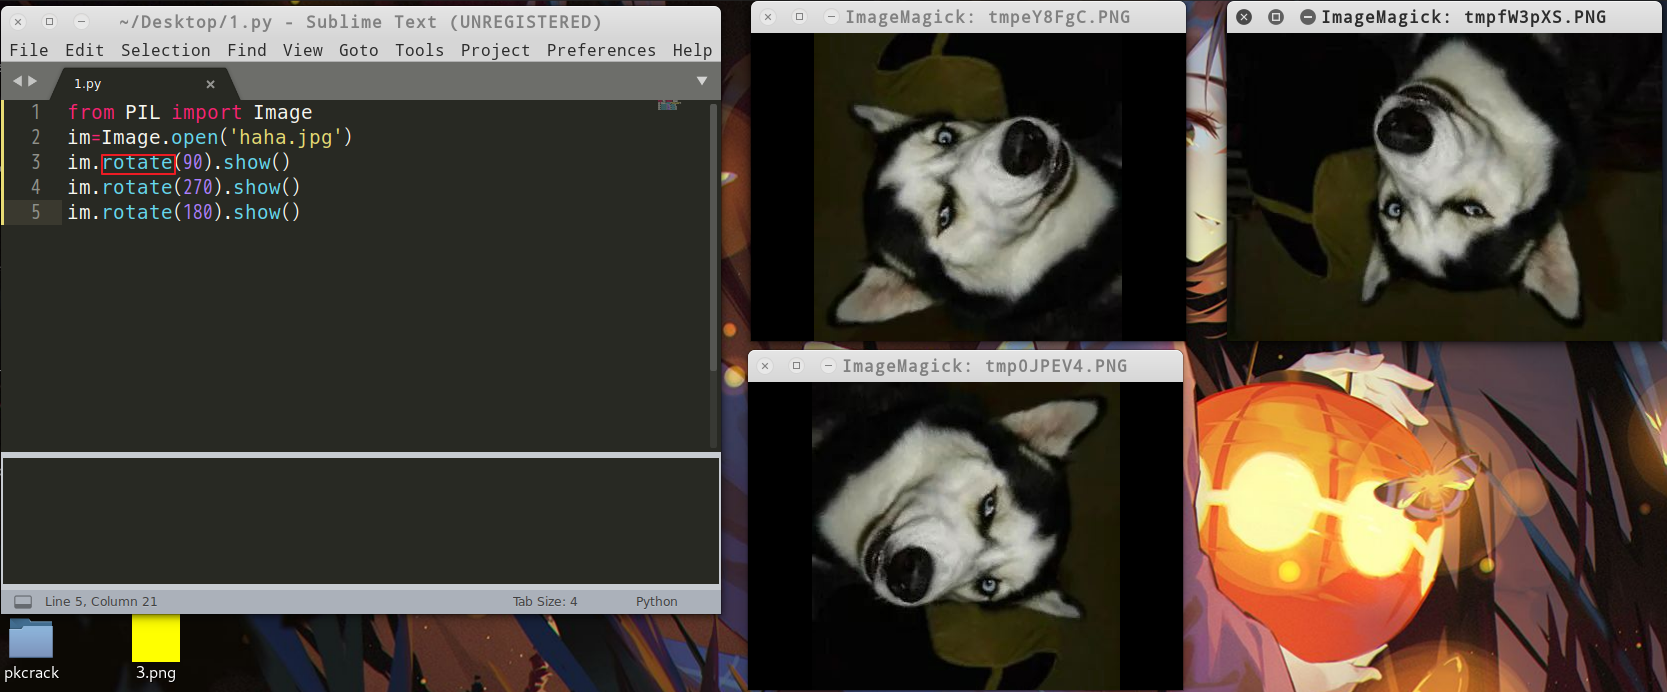 ~/Desktop/1.py - Sublime Text (UNREGISTERED)
File Edit Selection Find View Goto Tools Project Preferences Help
1.py
1 from PIL import Image
2 im=Image.open('haha.jpg')
3 im.rotate(90).show()
4 im.rotate(270).show()
5 im.rotate(180).show()
Line 5, Column 21 Tab Size: 4 Python
pkcrack
3.png
ImageMagick: tmpeY8FgC.PNG
ImageMagick: tmpfW3pXS.PNG
ImageMagick: tmpOJPEV4.PNG